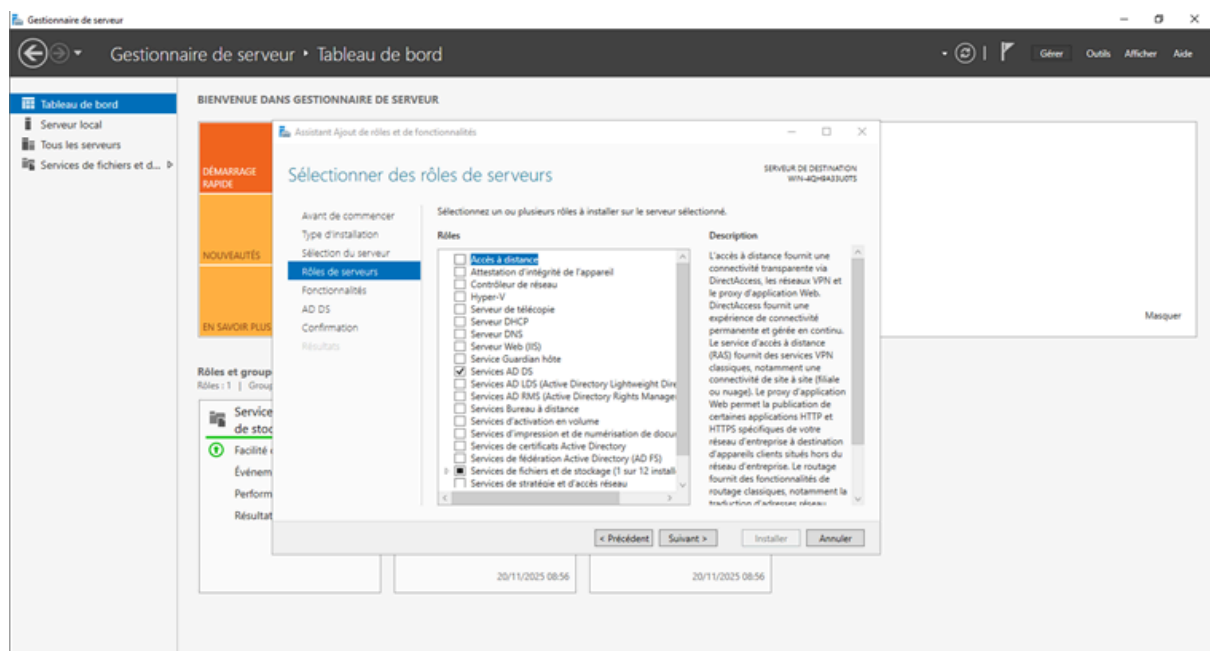 Gestionnaire de serveur
Gestionnaire de serveur ‣ Tableau de bord
Gérer Outils Afficher Aide
Tableau de bord
Serveur local
Tous les serveurs
Services de fichiers et d...
BIENVENUE DANS GESTIONNAIRE DE SERVEUR
DÉMARRAGE
RAPIDE
NOUVEAUTÉS
EN SAVOIR PLUS
Masquer
Rôles et group
Rôles : 1 | Group
Service
de stoc
Facilité
Événem
Perform
Résultat
20/11/2025 08:56
20/11/2025 08:56
Assistant Ajout de rôles et de fonctionnalités
Sélectionner des rôles de serveurs
SERVEUR DE DESTINATION
Avant de commencer
Type d'installation
Sélection du serveur
Rôles de serveurs
Fonctionnalités
AD DS
Confirmation
Résultats
Sélectionnez un ou plusieurs rôles à installer sur le serveur sélectionné.
Rôles
Accès à distance
Attestation d'intégrité de l'appareil
Contrôleur de réseau
Hyper-V
Serveur de télécopie
Serveur DHCP
Serveur DNS
Serveur Web (IIS)
Service Guardian hôte
Services AD DS
Services AD LDS (Active Directory Lightweight Dire
Services AD RMS (Active Directory Rights Manage
Services Bureau à distance
Services d'activation en volume
Services d'impression et de numérisation de docu
Services de certificats Active Directory
Services de fédération Active Directory (AD FS)
Services de fichiers et de stockage (1 sur 12 install
Services de stratégie et d'accès réseau
Description
L'accès à distance fournit une
connectivité transparente via
DirectAccess, les réseaux VPN et
le proxy d'application Web.
DirectAccess fournit une
expérience de connectivité
permanente et gérée en continu.
Le service d'accès à distance
(RAS) fournit des services VPN
classiques, notamment une
connectivité de site à site (filiale
ou nuage). Le proxy d'application
Web permet la publication de
certaines applications HTTP et
HTTPS spécifiques de votre
réseau d'entreprise à destination
d'appareils clients situés hors du
réseau d'entreprise. Le routage
fournit des fonctionnalités de
routage classiques, notamment la
traduction d'adresses réseau
< Précédent Suivant > Installer Annuler